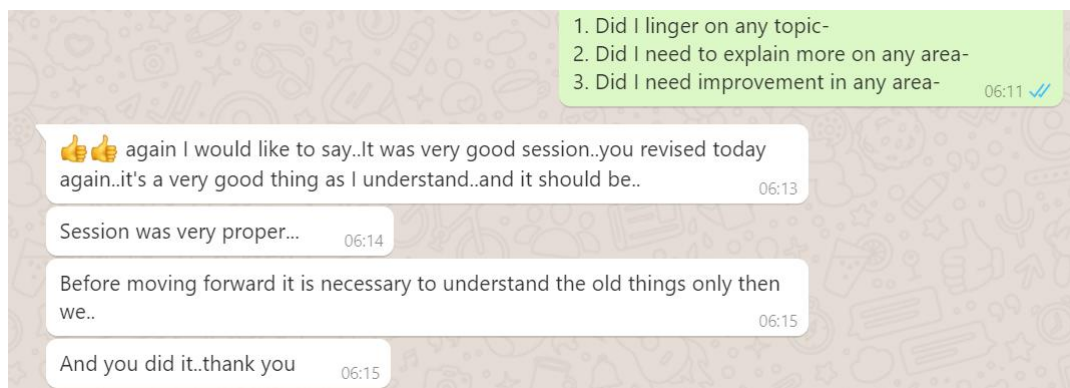 1. Did I linger on any topic-
2. Did I need to explain more on any area-
3. Did I need improvement in any area-
06:11
👍👍 again I would like to say..It was very good session..you revised today
again..it's a very good thing as I understand..and it should be..
06:13
Session was very proper...
06:14
Before moving forward it is necessary to understand the old things only then
we..
06:15
And you did it..thank you
06:15